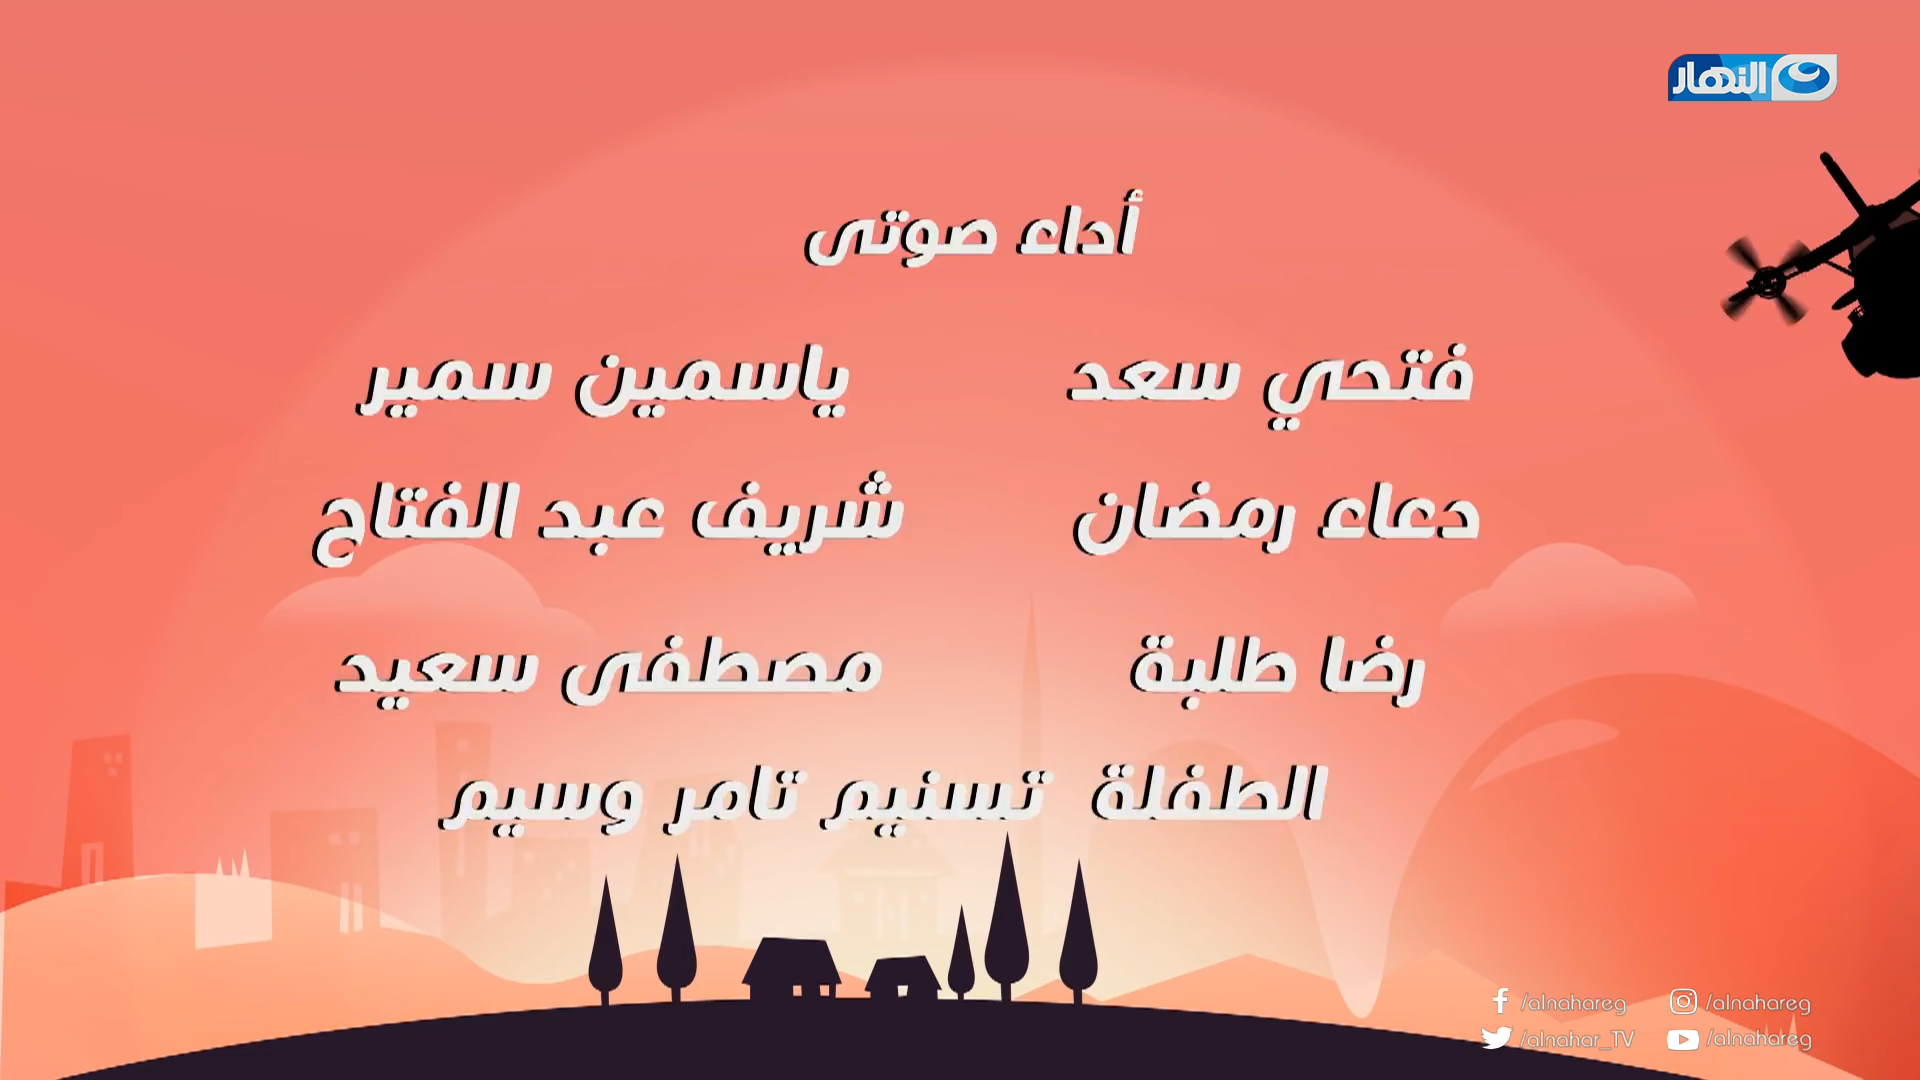 النهار
أداء صوتى
فتحي سعد ياسمين سمير
دعاء رمضان شريف عبد الفتاح
رضا طلبة مصطفى سعيد
الطفلة تسنيم تامر وسيم
/alnahareg /alnahareg
/alnahar_TV /alnahareg